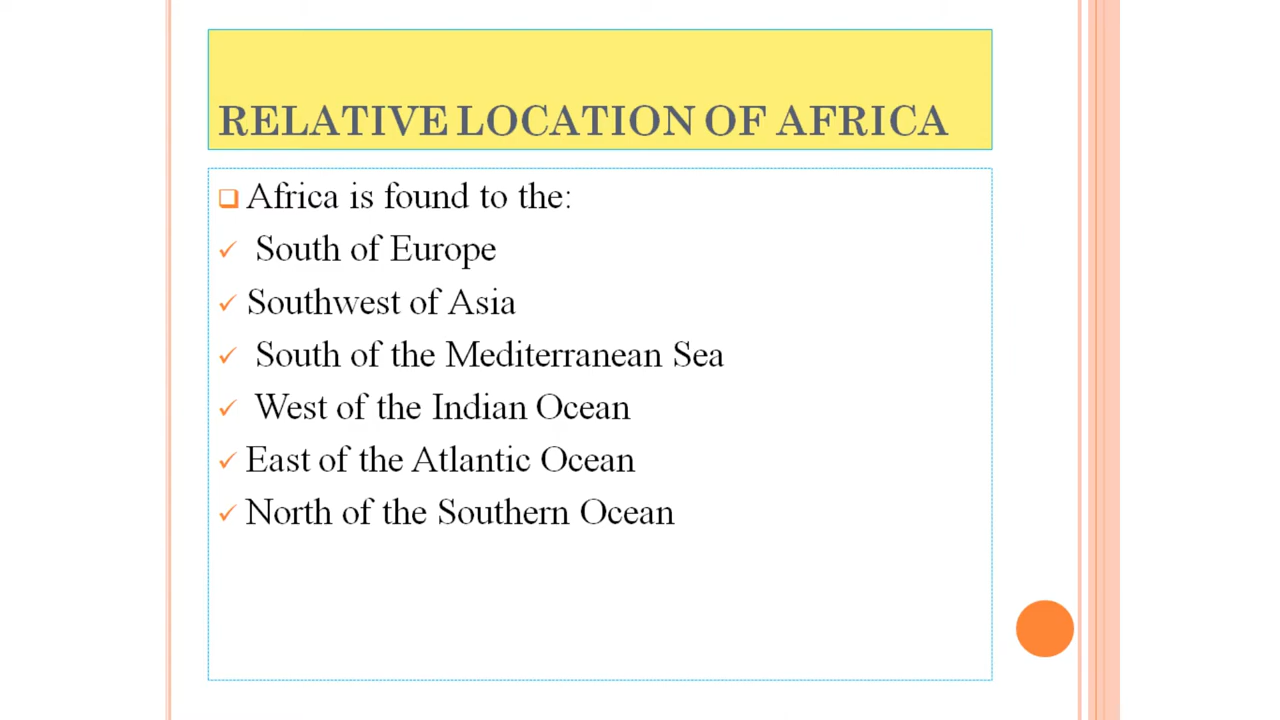 RELATIVE LOCATION OF AFRICA
Africa is found to the:
South of Europe
Southwest of Asia
South of the Mediterranean Sea
West of the Indian Ocean
East of the Atlantic Ocean
North of the Southern Ocean